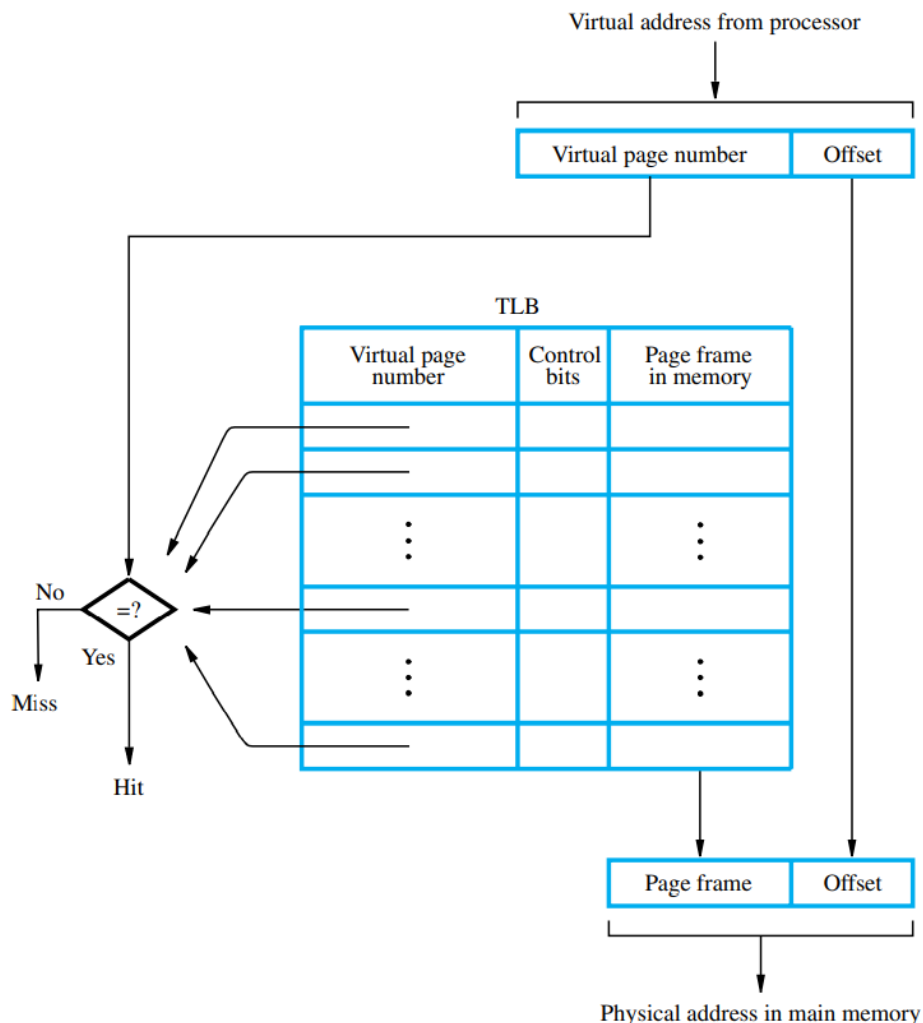 Virtual address from processor
Virtual page number Offset
TLB
Virtual page Control Page frame
number bits in memory
No
=?
Yes
Miss
Hit
Page frame Offset
Physical address in main memory